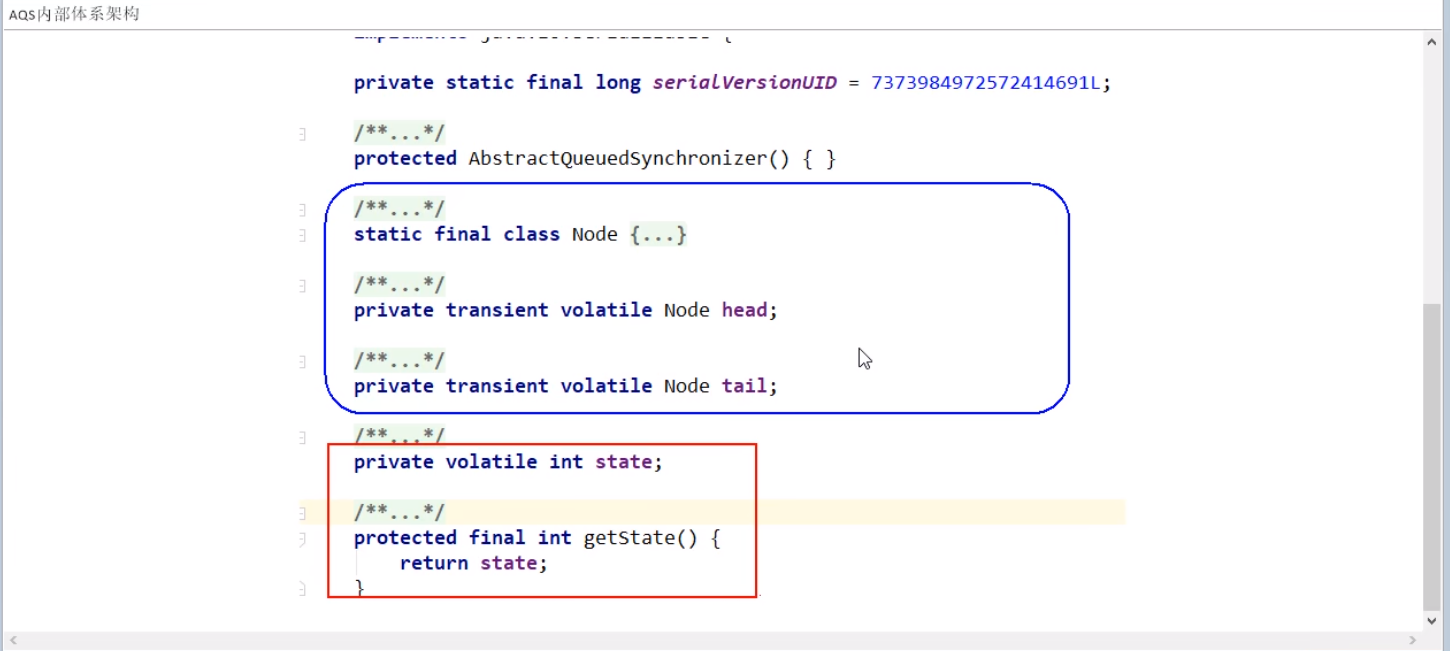 AQS内部体系架构
private static final long serialVersionUID = 7373984972572414691L;
/**...*/
protected AbstractQueuedSynchronizer() { }
/**...*/
static final class Node {...}
/**...*/
private transient volatile Node head;
/**...*/
private transient volatile Node tail;
/**...*/
private volatile int state;
/**...*/
protected final int getState() {
return state;
}